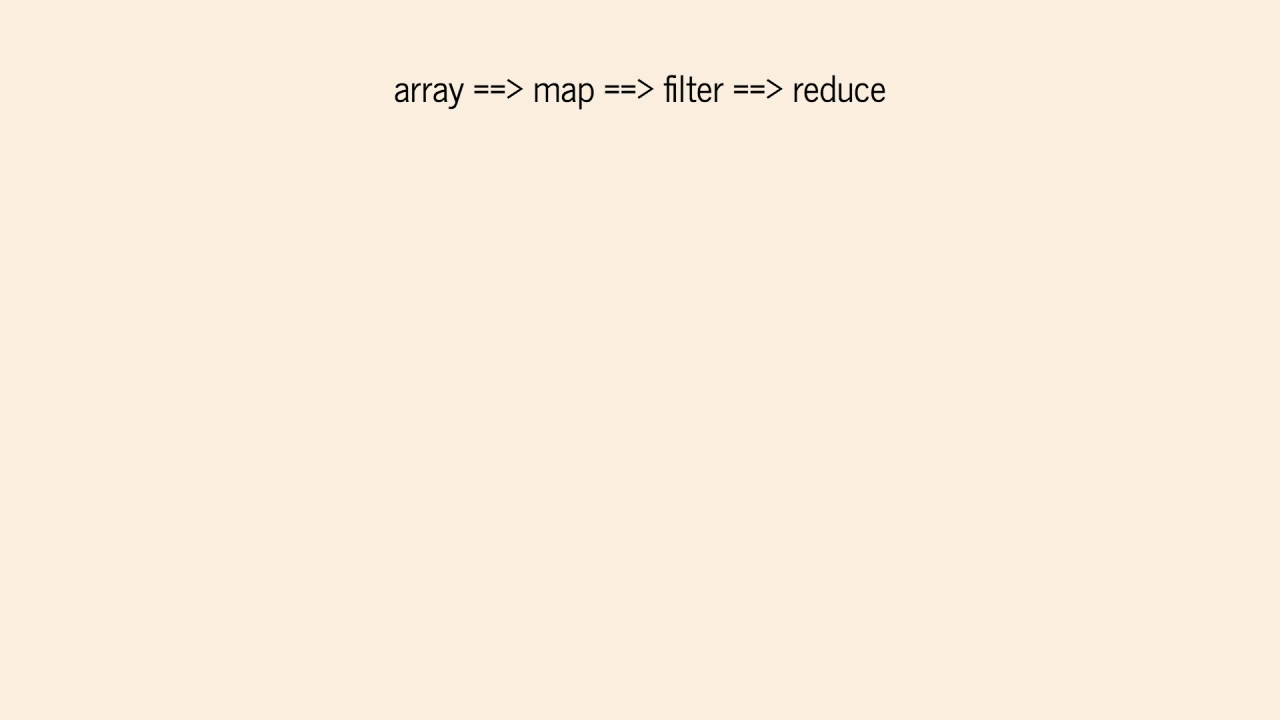 array ==> map ==> filter ==> reduce